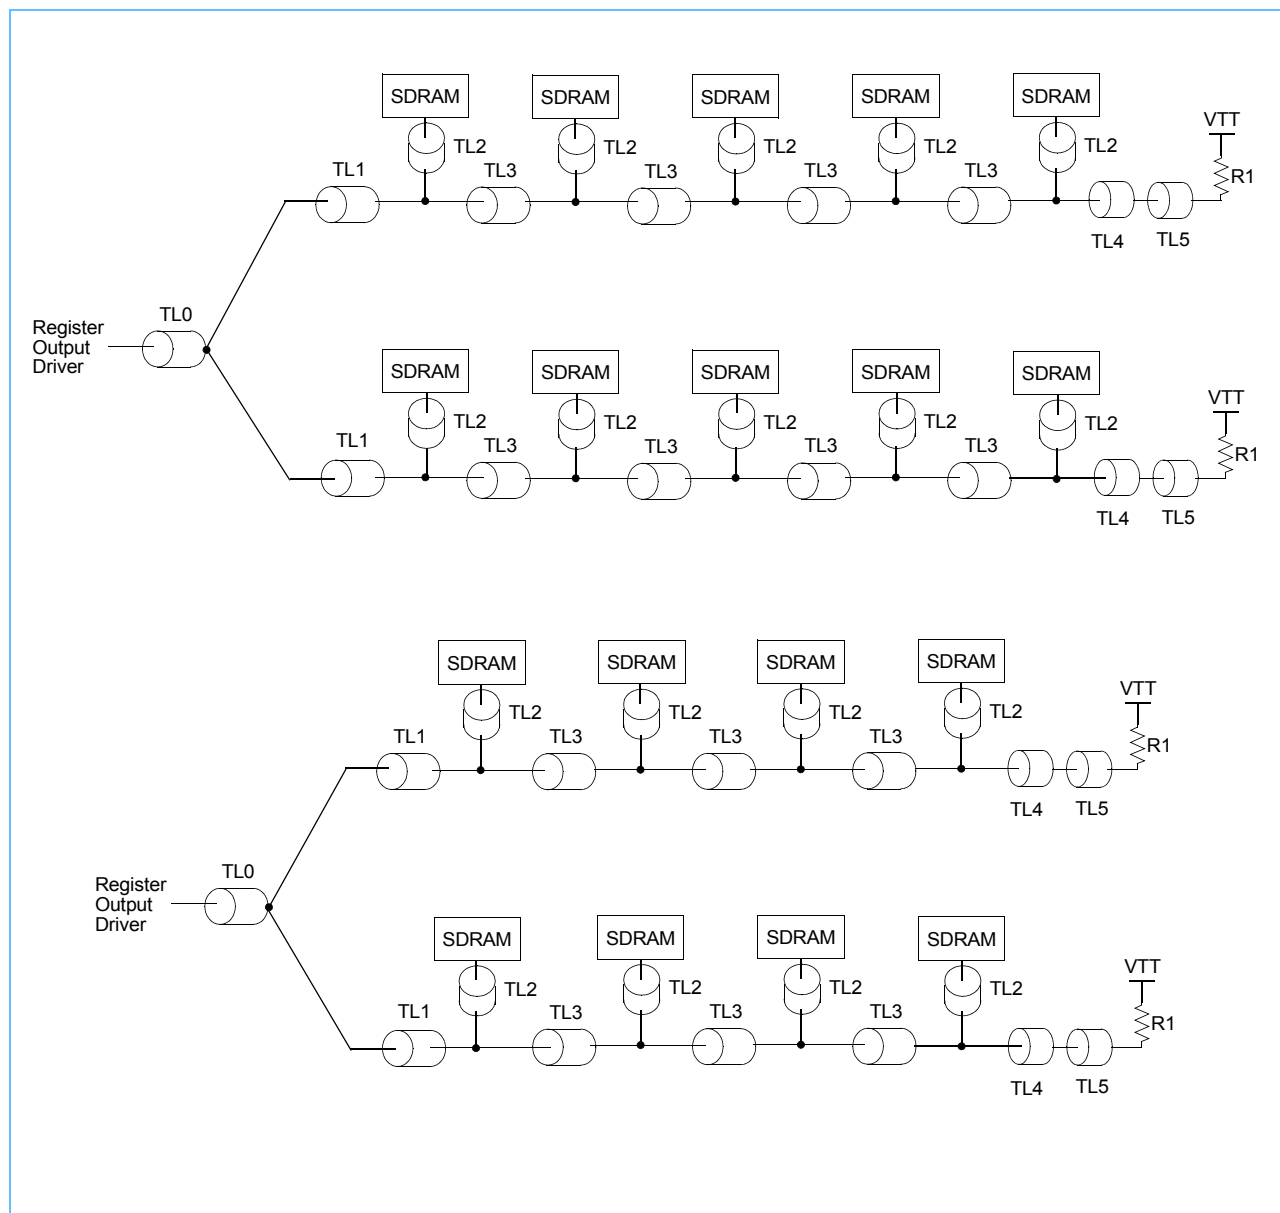 SDRAM SDRAM SDRAM SDRAM SDRAM
VTT
TL2 TL2 TL2 TL2 TL2
TL1 TL3 TL3 TL3 TL3 R1
TL4 TL5
TL0
Register
Output
Driver
SDRAM SDRAM SDRAM SDRAM SDRAM
VTT
TL2 TL2 TL2 TL2 TL2
TL1 TL3 TL3 TL3 TL3 R1
TL4 TL5
SDRAM SDRAM SDRAM SDRAM
VTT
TL2 TL2 TL2 TL2
TL1 TL3 TL3 TL3 R1
TL4 TL5
TL0
Register
Output
Driver
SDRAM SDRAM SDRAM SDRAM
VTT
TL2 TL2 TL2 TL2
TL1 TL3 TL3 TL3 R1
TL4 TL5